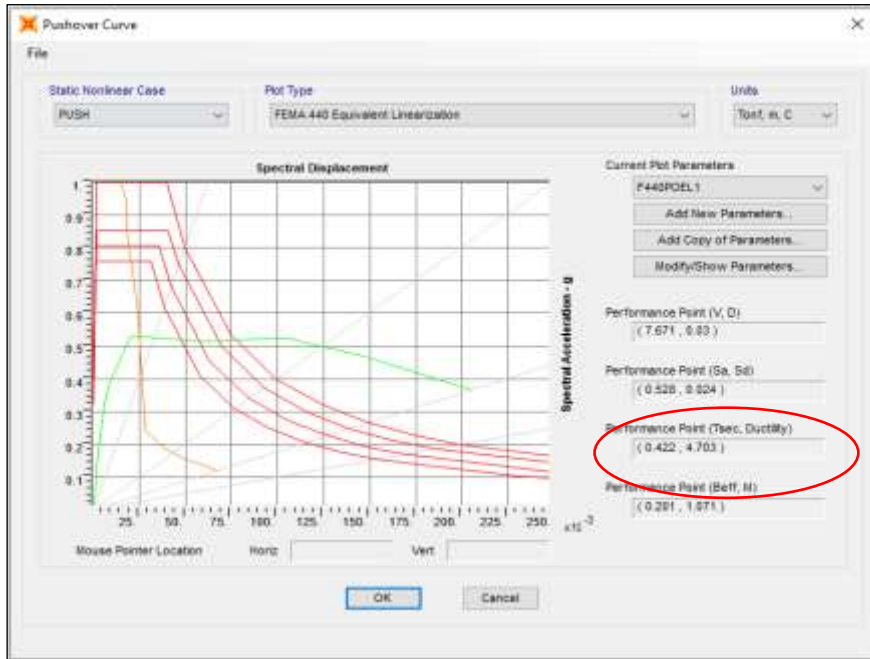 Pushover Curve
File
Static Nonlinear Case
Plot Type
Units
PUSH
FEMA 440 Equivalent Linearization
Tonf, m, C
Spectral Displacement
Current Plot Parameters
F440POEL1
Add New Parameters...
Add Copy of Parameters...
Modify/Show Parameters...
1.
0.9
0.8
0.7
0.6
0.5
0.4
0.3
0.2
0.1
Spectral Acceleration - g
Performance Point (V, D)
( 7.671 , 0.03 )
Performance Point (Sa, Sd)
( 0.528 , 0.024 )
Performance Point (Tsec, Ductility)
( 0.422 , 4.703 )
Performance Point (Beff, M)
( 0.201 , 1.071 )
25. 50. 75. 100. 125. 150. 175. 200. 225. 250. x10 -3
Mouse Pointer Location Horiz Vert
OK Cancel